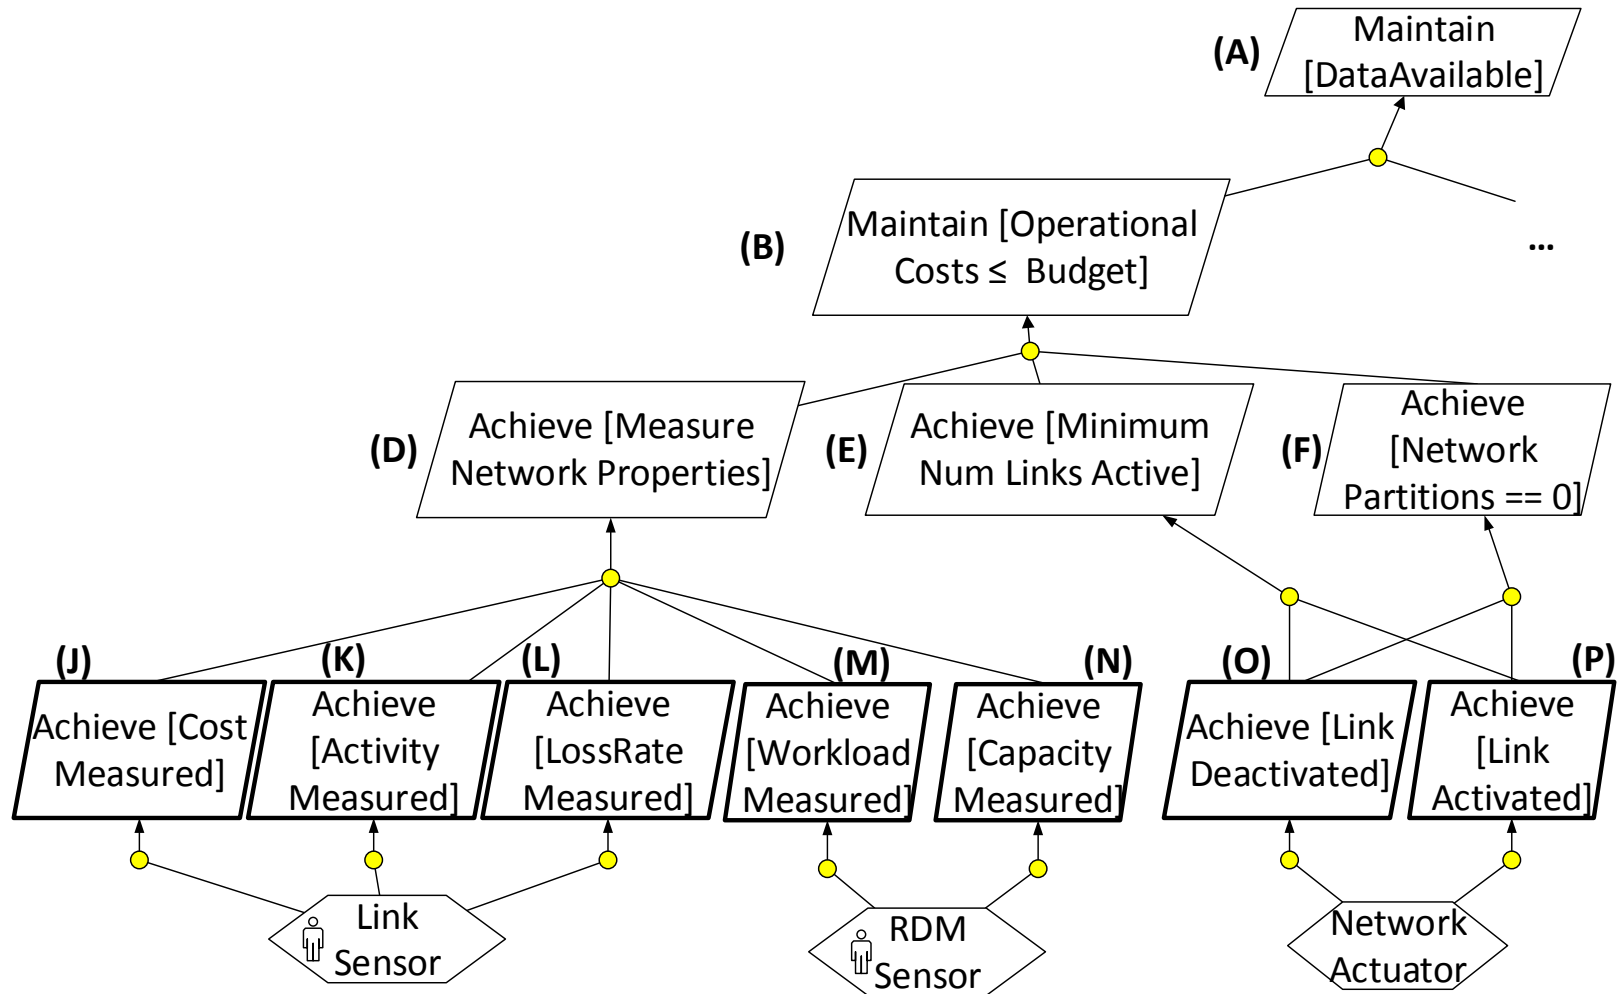 (A)
Maintain
[DataAvailable]
(B)
Maintain [Operational
Costs ≤ Budget]
...
(D)
Achieve [Measure
Network Properties]
(E)
Achieve [Minimum
Num Links Active]
(F)
Achieve
[Network
Partitions == 0]
(J)
Achieve [Cost
Measured]
(K)
Achieve
[Activity
Measured]
(L)
Achieve
[LossRate
Measured]
(M)
Achieve
[Workload
Measured]
(N)
Achieve
[Capacity
Measured]
(O)
Achieve [Link
Deactivated]
(P)
Achieve
[Link
Activated]
Link
Sensor
RDM
Sensor
Network
Actuator